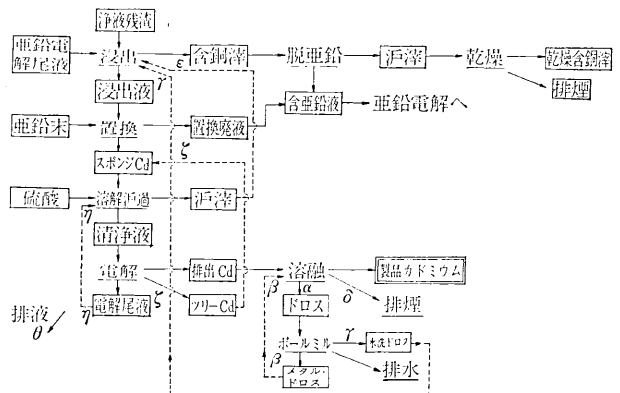 浄液残渣
亜鉛電
解尾液
浸出
含銅滓
脱亜鉛
沪滓
乾燥
乾燥含銅滓
ε
γ
排煙
浸出液
含亜鉛液
亜鉛電解へ
亜鉛末
置換
置換廃液
スポンジCd
ζ
硫酸
溶解沪過
沪滓
η
清浄液
電解
排出Cd
溶融
製品カドミウム
β
α
δ
排煙
電解尾液
η
ζ
ツリーCd
ドロス
排液
θ
ボールミル
γ
水洗ドロス
β
排水
メタル・
ドロス